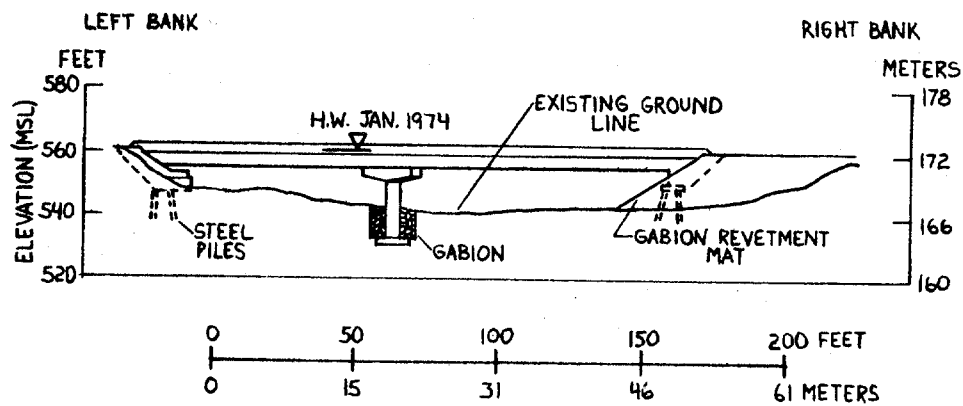 LEFT BANK
RIGHT BANK
FEET
METERS
580
178
H.W. JAN. 1974
EXISTING GROUND
LINE
ELEVATION (MSL)
560
172
540
166
STEEL
PILES
GABION
GABION REVETMENT
MAT
520
160
0 50 100 150 200 FEET
0 15 31 46 61 METERS